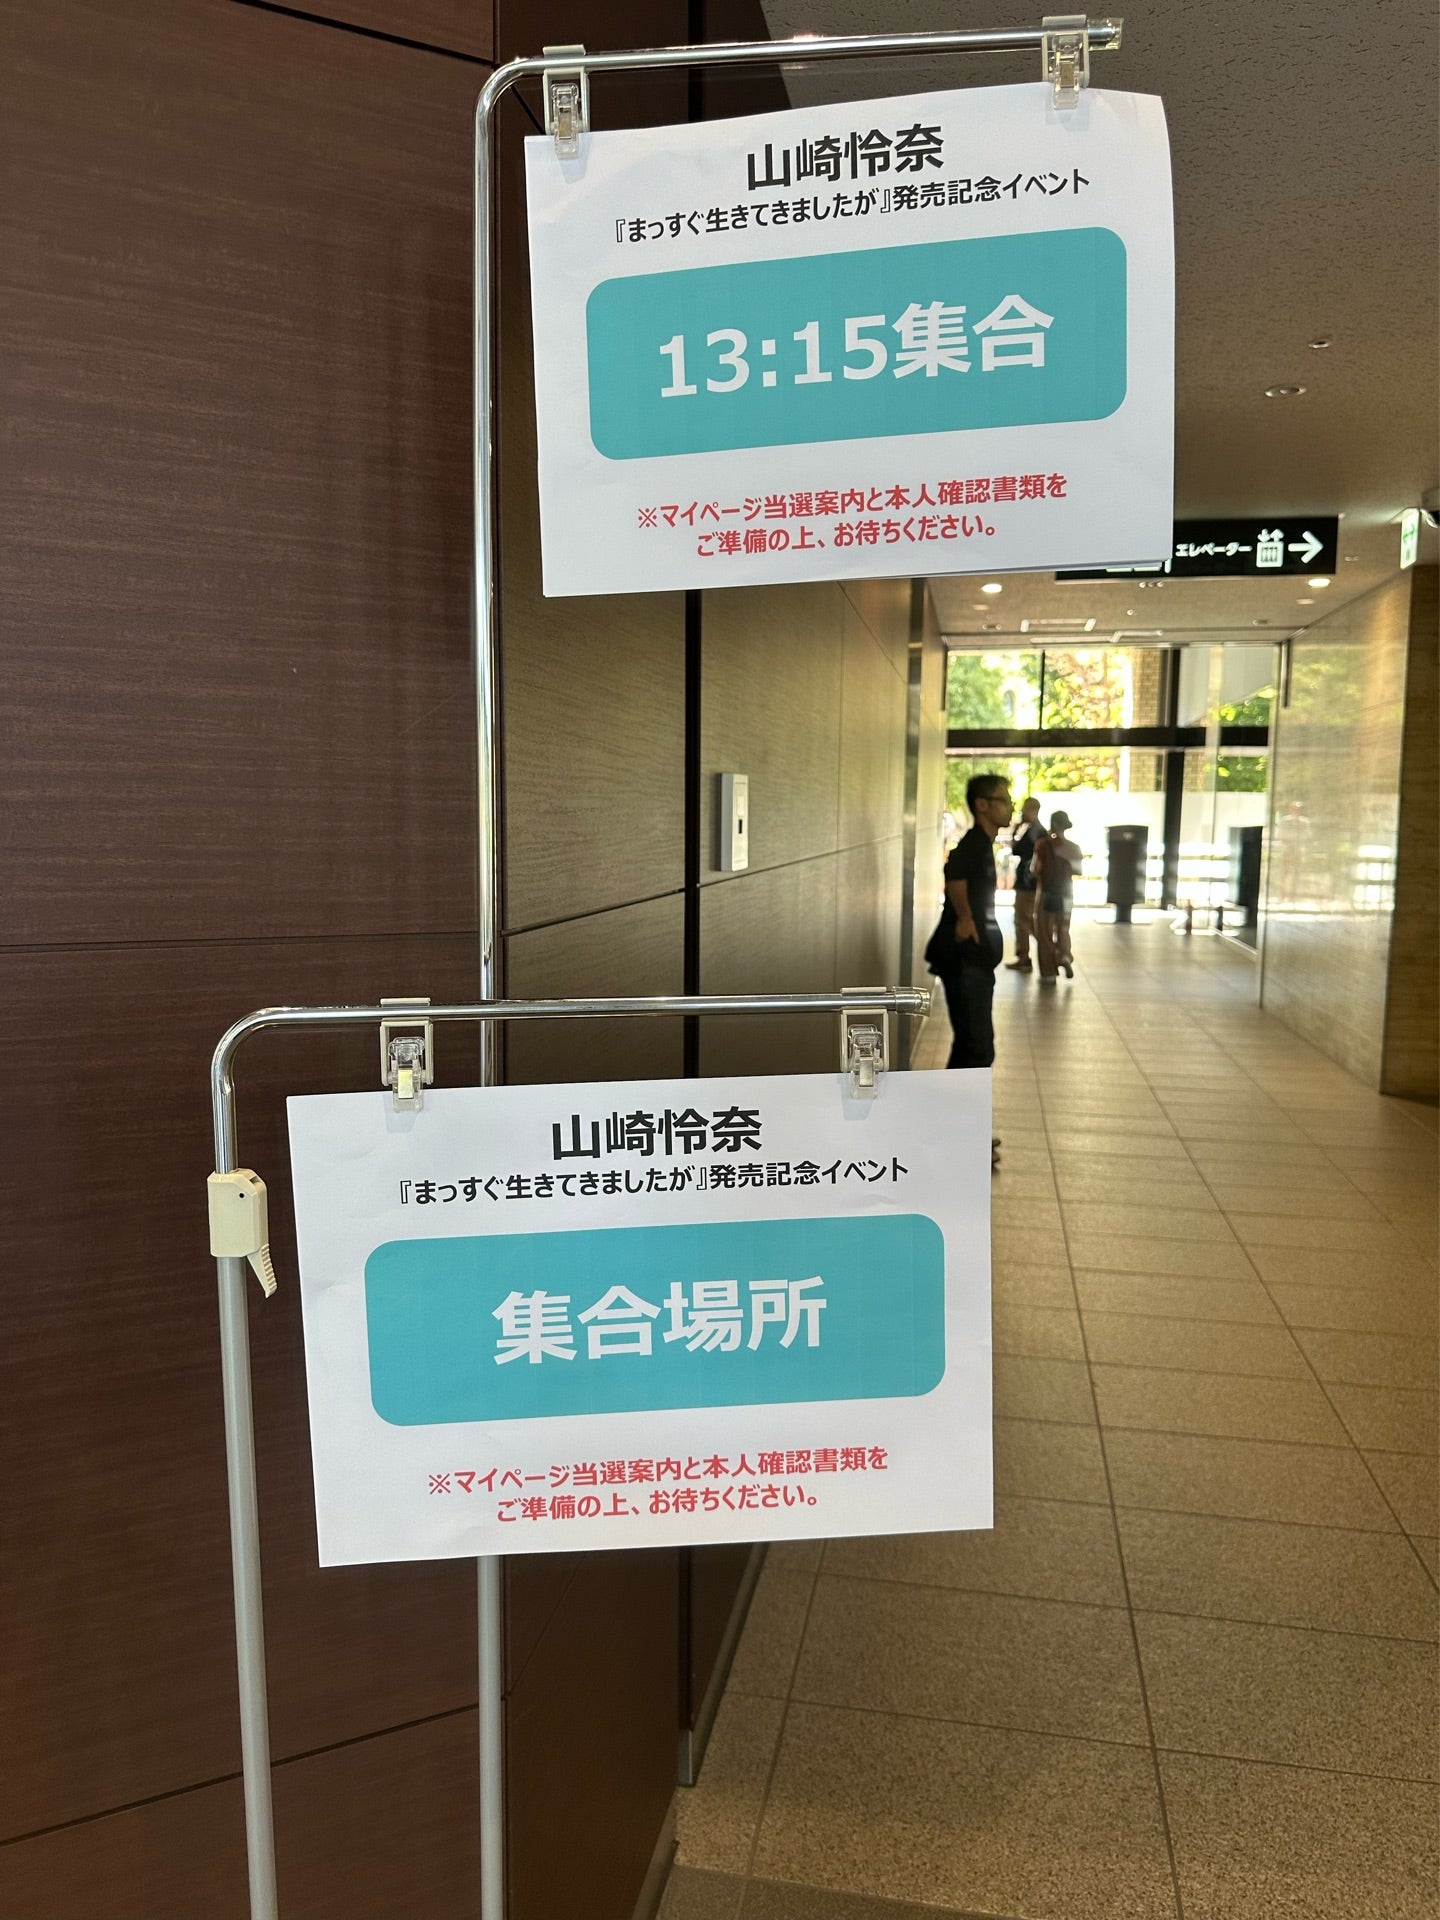 山崎怜奈
『まっすぐ生きてきましたが』発売記念イベント
13:15集合
※マイページ当選案内と本人確認書類を
ご準備の上、お待ちください。
エレベーター
山崎怜奈
『まっすぐ生きてきましたが』発売記念イベント
集合場所
※マイページ当選案内と本人確認書類を
ご準備の上、お待ちください。